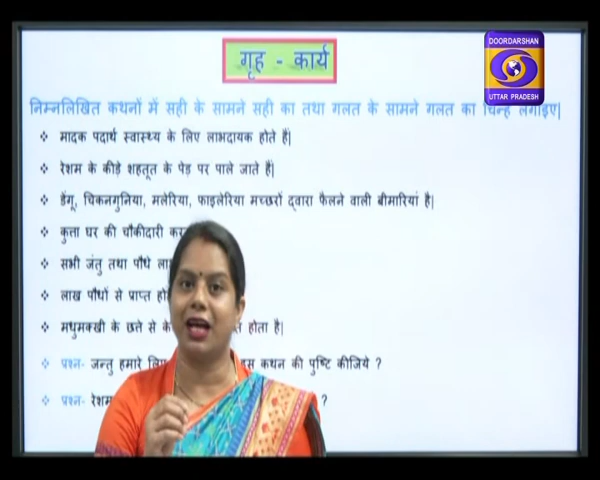 गृह - कार्य
DOORDARSHAN
UTTAR PRADESH
निम्नलिखित कथनों में सही के सामने सही का तथा गलत के सामने गलत का चिन्ह लगाइए|
मादक पदार्थ स्वास्थ्य के लिए लाभदायक होते हैं|
रेशम के कीड़े शहतूत के पेड़ पर पाले जाते हैं|
डेंगू, चिकनगुनिया, मलेरिया, फाइलेरिया मच्छरों द्वारा फैलने वाली बीमारियां है|
कुत्ता घर की चौकीदारी
सभी जंतु तथा पौधे
लाख पौधों से प्राप्त
मधुमक्खी के छत्ते से होता है|
प्रश्न- जन्तु हमारे कथन की पुष्टि कीजिये ?
प्रश्न- ?